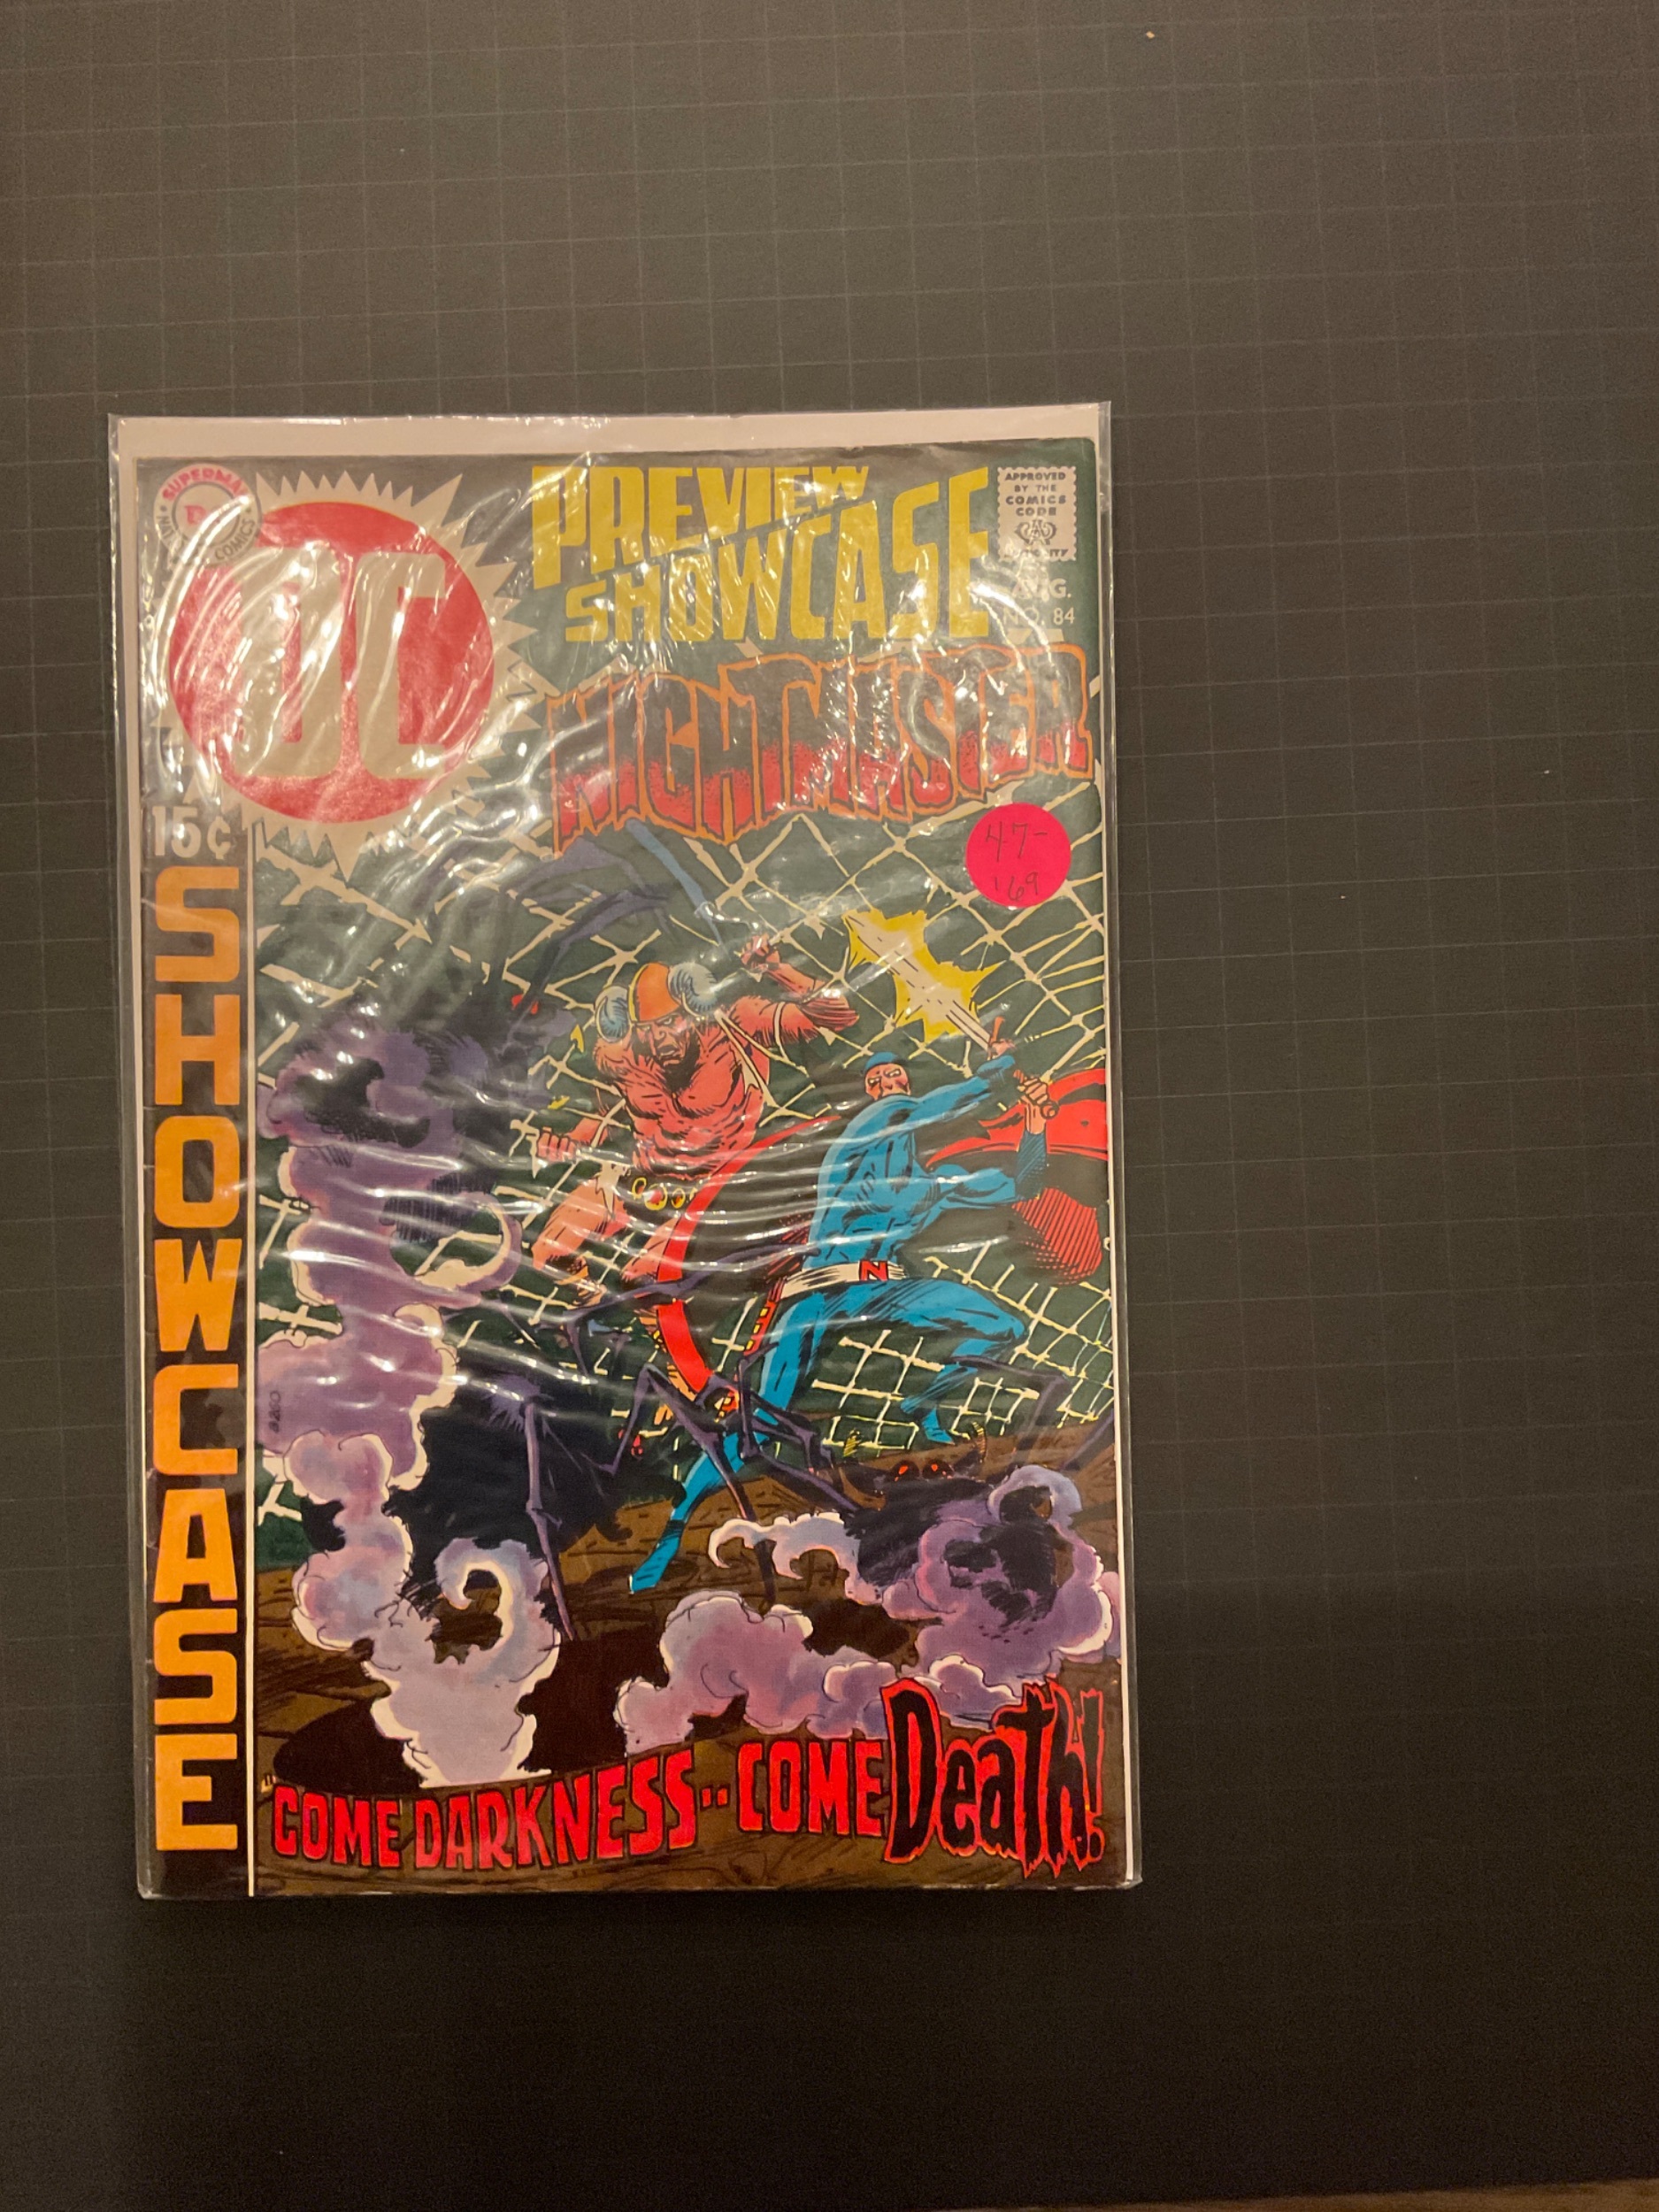 SUPERMAN
COMICS
DC
PREVIEW
SHOWCASE
APPROVED
BY THE
COMICS
CODE
AUTHORITY
AUG.
NO. 84
NIGHTMASTER
15¢
47-
'69
SHOWCASE
N
"COME DARKNESS.. COME Death!